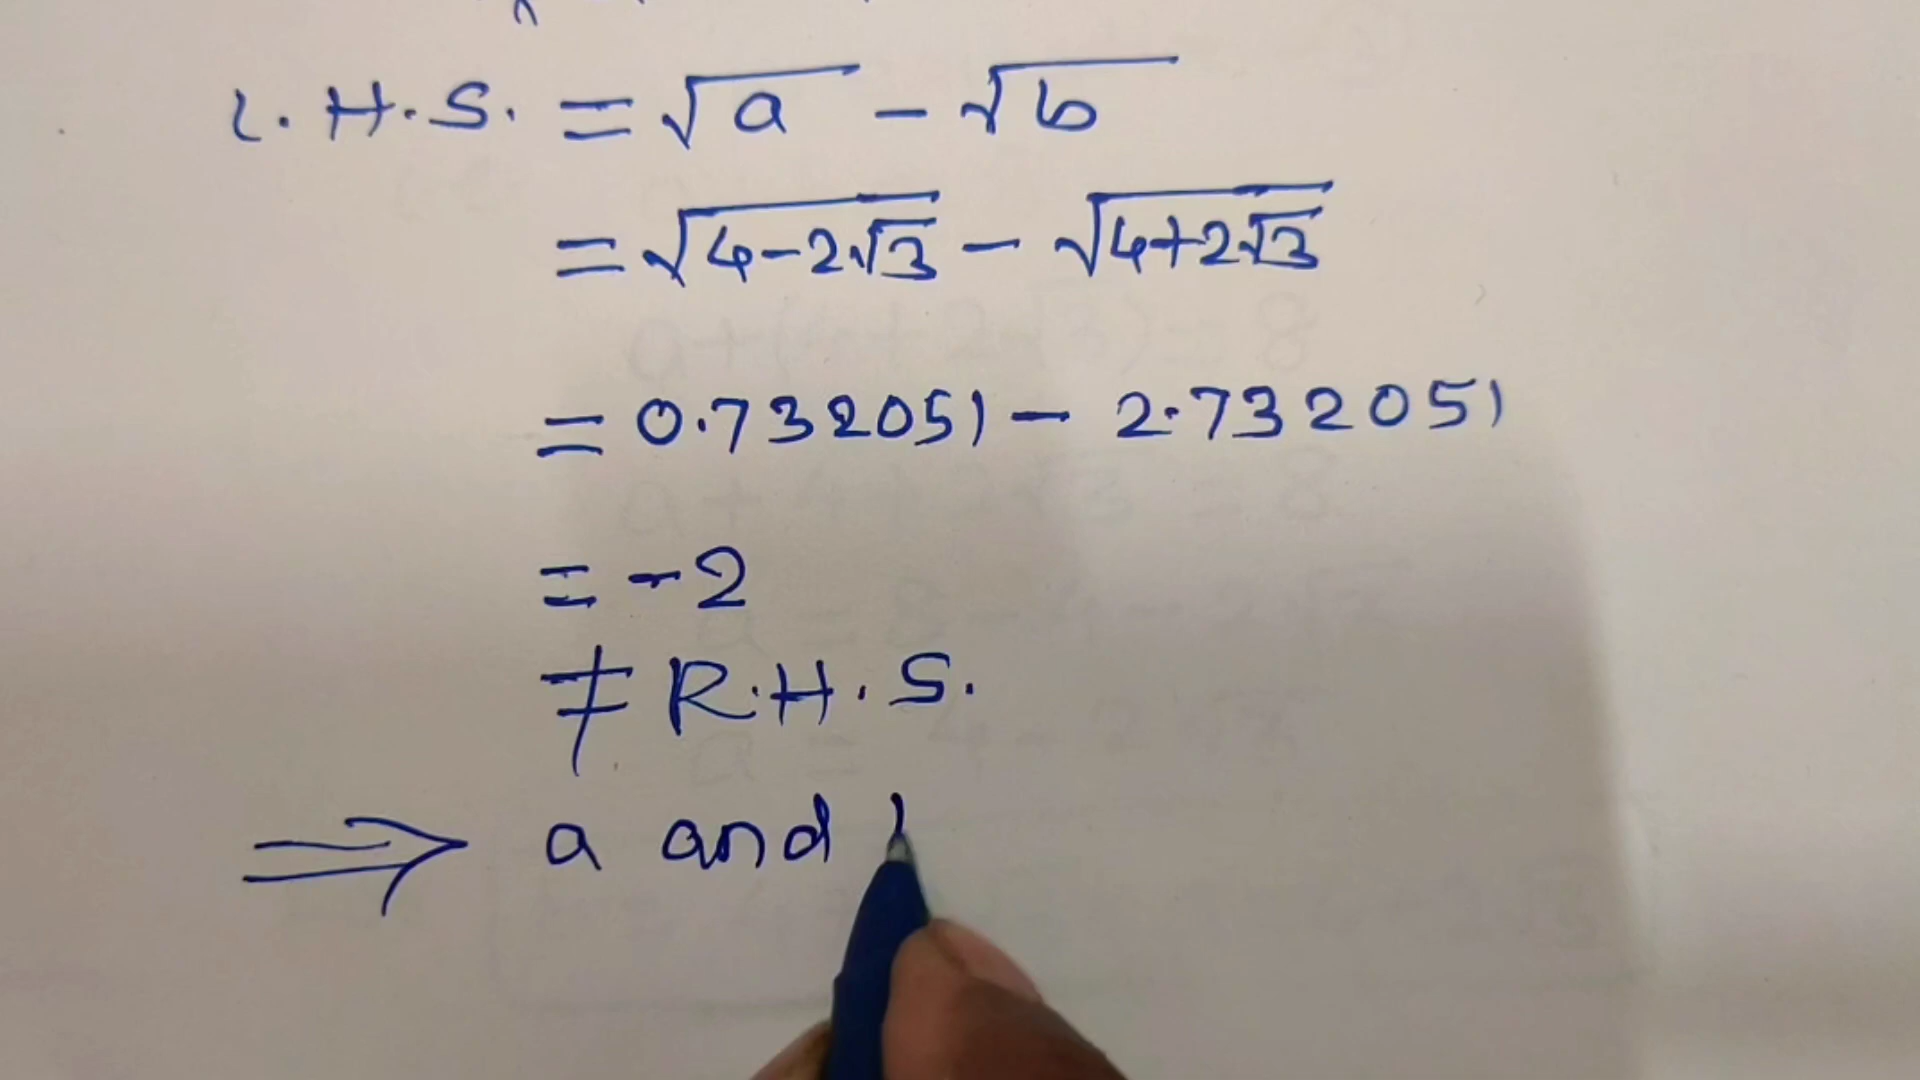 L.H.S. = √a - √b
= √(4-2√3) - √(4+2√3)
= 0.732051 - 2.732051
= -2
≠ R.H.S.
⇒ a and